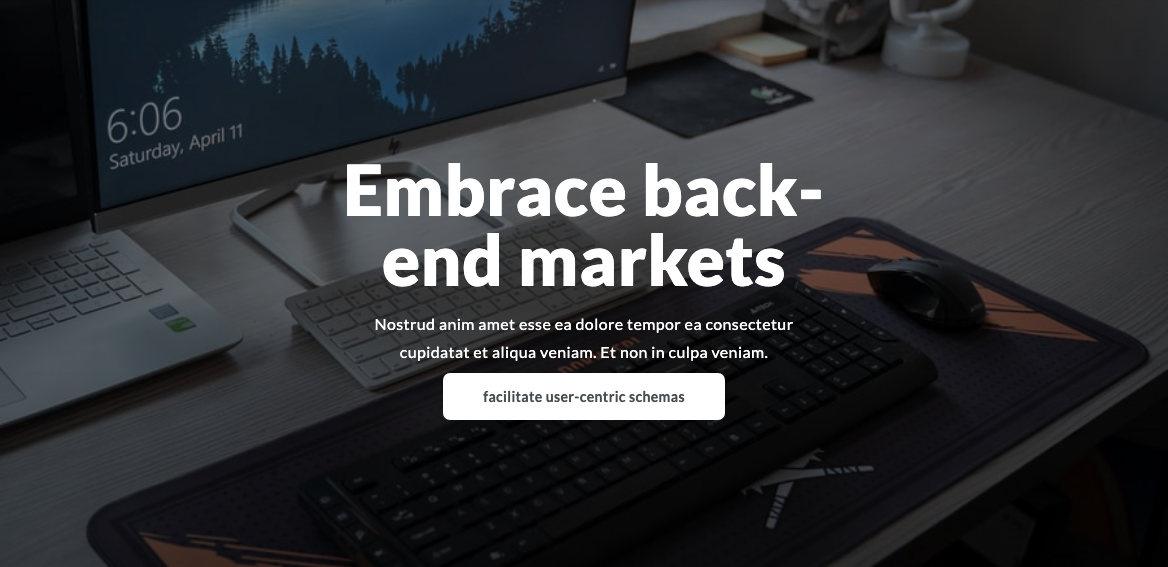 6:06
Saturday, April 11
hp
Embrace back-
end markets
Nostrud anim amet esse ea dolore tempor ea consectetur
cupidatat et aliqua veniam. Et non in culpa veniam.
facilitate user-centric schemas